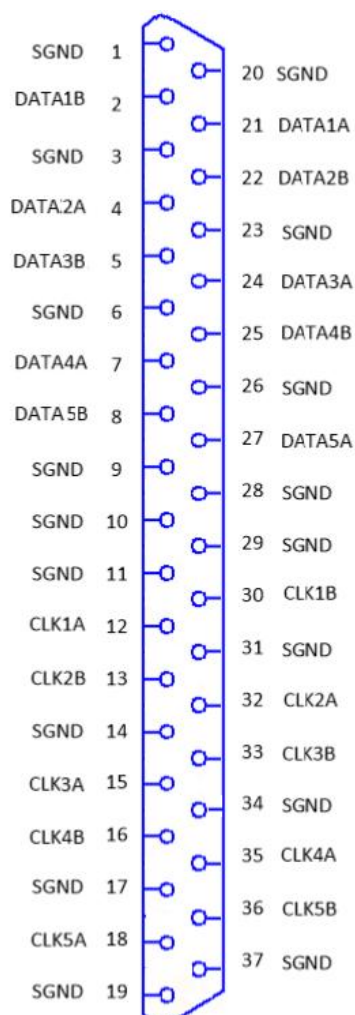 SGND 1
DATA1B 2
SGND 3
DATA2A 4
DATA3B 5
SGND 6
DATA4A 7
DATA5B 8
SGND 9
SGND 10
SGND 11
CLK1A 12
CLK2B 13
SGND 14
CLK3A 15
CLK4B 16
SGND 17
CLK5A 18
SGND 19
20 SGND
21 DATA1A
22 DATA2B
23 SGND
24 DATA3A
25 DATA4B
26 SGND
27 DATA5A
28 SGND
29 SGND
30 CLK1B
31 SGND
32 CLK2A
33 CLK3B
34 SGND
35 CLK4A
36 CLK5B
37 SGND